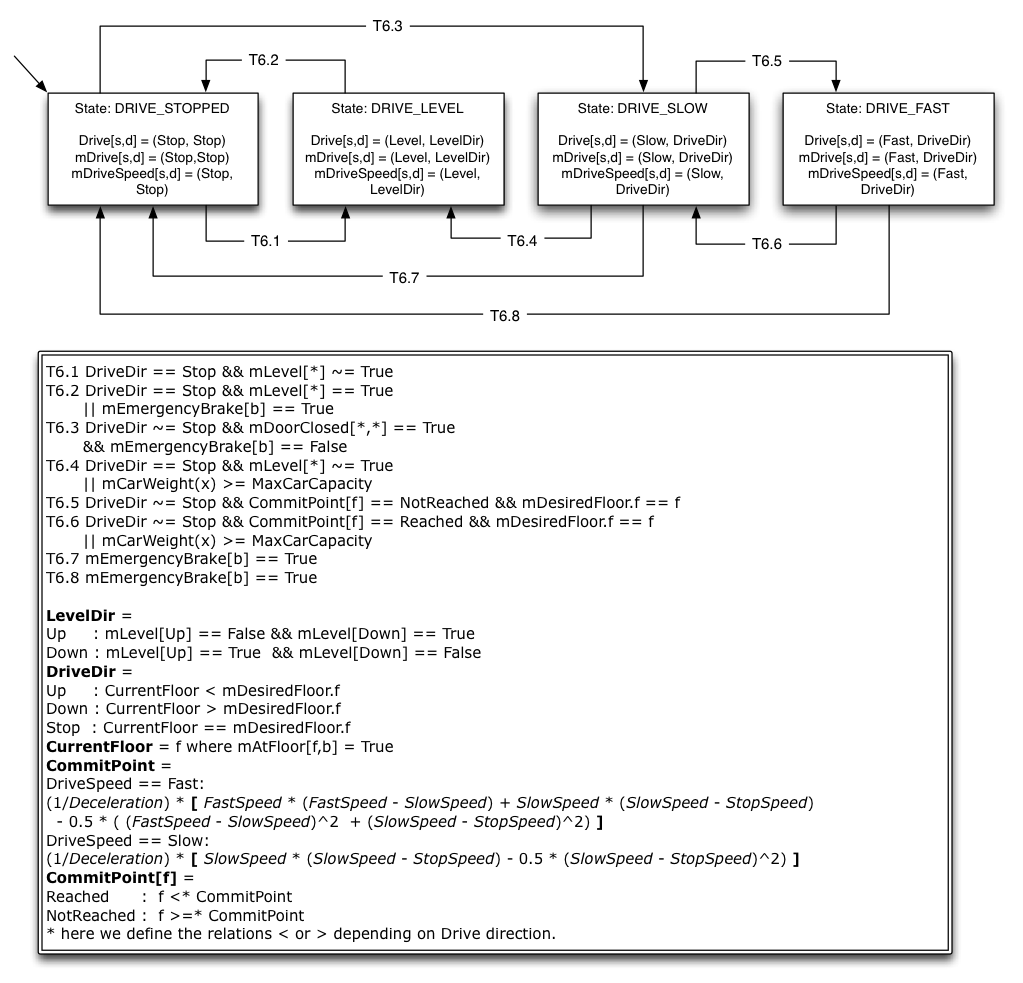 T6.3
T6.2
T6.5
State: DRIVE_STOPPED
Drive[s,d] = (Stop, Stop)
mDrive[s,d] = (Stop,Stop)
mDriveSpeed[s,d] = (Stop,
Stop)
State: DRIVE_LEVEL
Drive[s,d] = (Level, LevelDir)
mDrive[s,d] = (Level, LevelDir)
mDriveSpeed[s,d] = (Level,
LevelDir)
State: DRIVE_SLOW
Drive[s,d] = (Slow, DriveDir)
mDrive[s,d] = (Slow, DriveDir)
mDriveSpeed[s,d] = (Slow,
DriveDir)
State: DRIVE_FAST
Drive[s,d] = (Fast, DriveDir)
mDrive[s,d] = (Fast, DriveDir)
mDriveSpeed[s,d] = (Fast,
DriveDir)
T6.1
T6.4
T6.6
T6.7
T6.8
T6.1 DriveDir == Stop && mLevel[*] ~= True
T6.2 DriveDir == Stop && mLevel[*] == True
|| mEmergencyBrake[b] == True
T6.3 DriveDir ~= Stop && mDoorClosed[*,*] == True
&& mEmergencyBrake[b] == False
T6.4 DriveDir == Stop && mLevel[*] ~= True
|| mCarWeight(x) >= MaxCarCapacity
T6.5 DriveDir ~= Stop && CommitPoint[f] == NotReached && mDesiredFloor.f == f
T6.6 DriveDir ~= Stop && CommitPoint[f] == Reached && mDesiredFloor.f == f
|| mCarWeight(x) >= MaxCarCapacity
T6.7 mEmergencyBrake[b] == True
T6.8 mEmergencyBrake[b] == True
LevelDir =
Up : mLevel[Up] == False && mLevel[Down] == True
Down : mLevel[Up] == True && mLevel[Down] == False
DriveDir =
Up : CurrentFloor < mDesiredFloor.f
Down : CurrentFloor > mDesiredFloor.f
Stop : CurrentFloor == mDesiredFloor.f
CurrentFloor = f where mAtFloor[f,b] = True
CommitPoint =
DriveSpeed == Fast:
(1/Deceleration) * [ FastSpeed * (FastSpeed - SlowSpeed) + SlowSpeed * (SlowSpeed - StopSpeed)
- 0.5 * ( (FastSpeed - SlowSpeed)^2 + (SlowSpeed - StopSpeed)^2) ]
DriveSpeed == Slow:
(1/Deceleration) * [ SlowSpeed * (SlowSpeed - StopSpeed) - 0.5 * (SlowSpeed - StopSpeed)^2) ]
CommitPoint[f] =
Reached : f <* CommitPoint
NotReached : f >=* CommitPoint
* here we define the relations < or > depending on Drive direction.